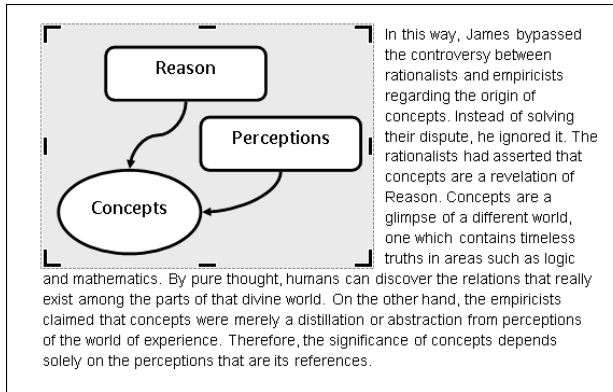 Reason
Perceptions
Concepts
In this way, James bypassed
the controversy between
rationalists and empiricists
regarding the origin of
concepts. Instead of solving
their dispute, he ignored it. The
rationalists had asserted that
concepts are a revelation of
Reason. Concepts are a
glimpse of a different world,
one which contains timeless
truths in areas such as logic
and mathematics. By pure thought, humans can discover the relations that really
exist among the parts of that divine world. On the other hand, the empiricists
claimed that concepts were merely a distillation or abstraction from perceptions
of the world of experience. Therefore, the significance of concepts depends
solely on the perceptions that are its references.